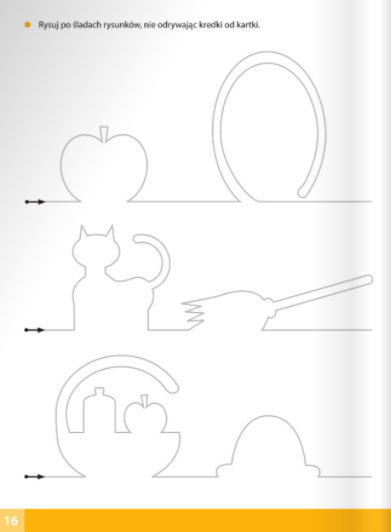 Rysuj po śladach rysunków, nie odrywając kredki od kartki.
16